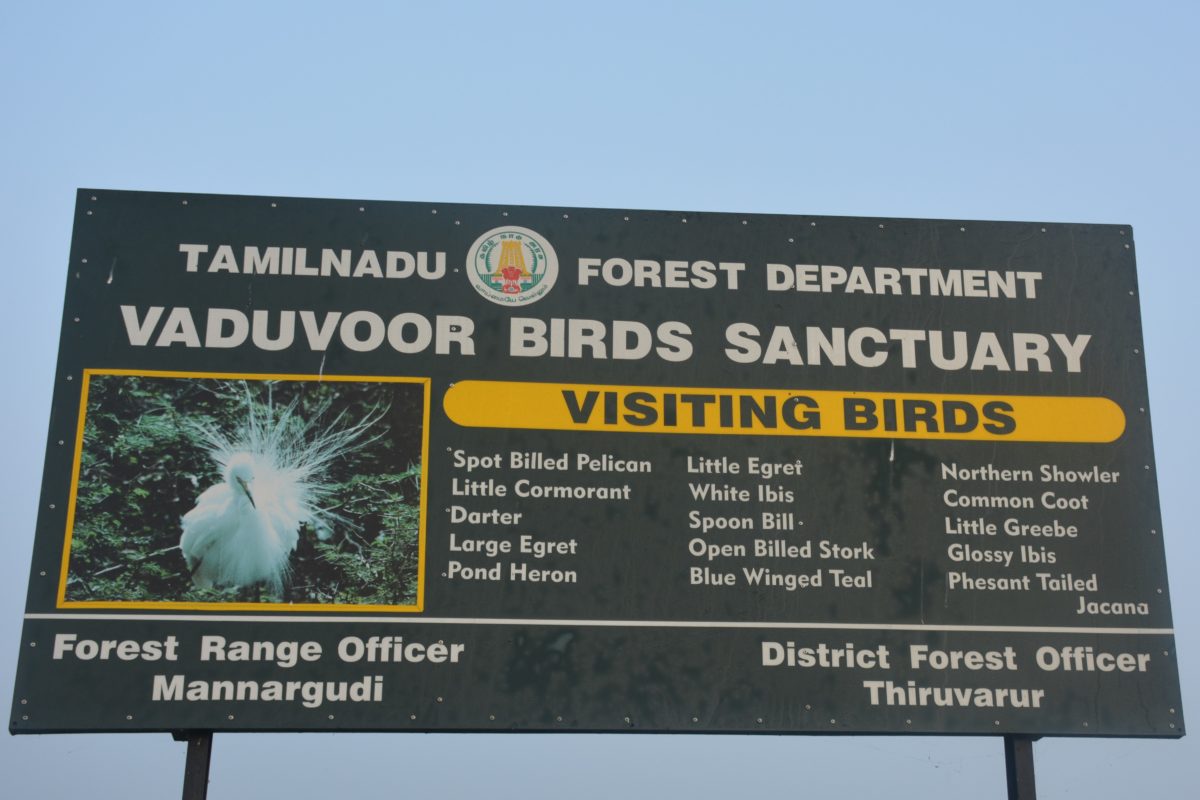 TAMILNADU FOREST DEPARTMENT
VADUVOOR BIRDS SANCTUARY
VISITING BIRDS
Spot Billed Pelican
Little Cormorant
Darter
Large Egret
Pond Heron
Little Egret
White Ibis
Spoon Bill
Open Billed Stork
Blue Winged Teal
Northern Showler
Common Coot
Little Greebe
Glossy Ibis
Phesant Tailed
Jacana
Forest Range Officer
Mannargudi
District Forest Officer
Thiruvarur